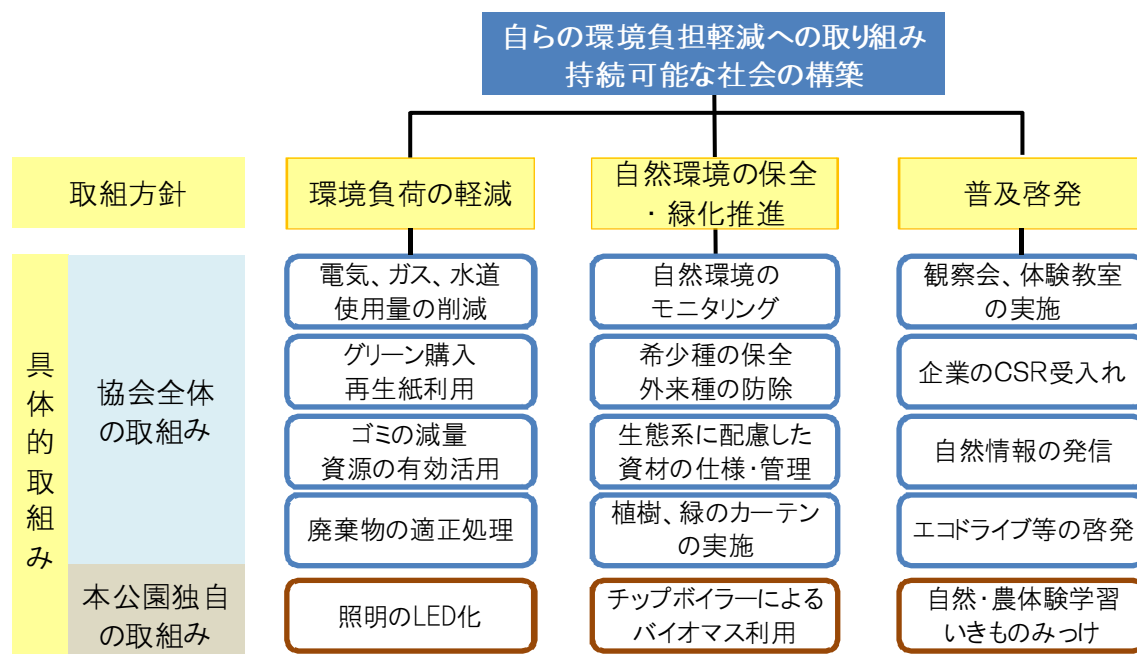 自らの環境負担軽減への取り組み
持続可能な社会の構築
取組方針
環境負荷の軽減
自然環境の保全
・緑化推進
普及啓発
具体的取組み
協会全体
の取組み
電気、ガス、水道
使用量の削減
自然環境の
モニタリング
観察会、体験教室
の実施
グリーン購入
再生紙利用
希少種の保全
外来種の防除
企業のCSR受入れ
ゴミの減量
資源の有効活用
生態系に配慮した
資材の仕様・管理
自然情報の発信
廃棄物の適正処理
植樹、緑のカーテン
の実施
エコドライブ等の啓発
本公園独自
の取組み
照明のLED化
チップボイラーによる
バイオマス利用
自然・農体験学習
いきものみっけ